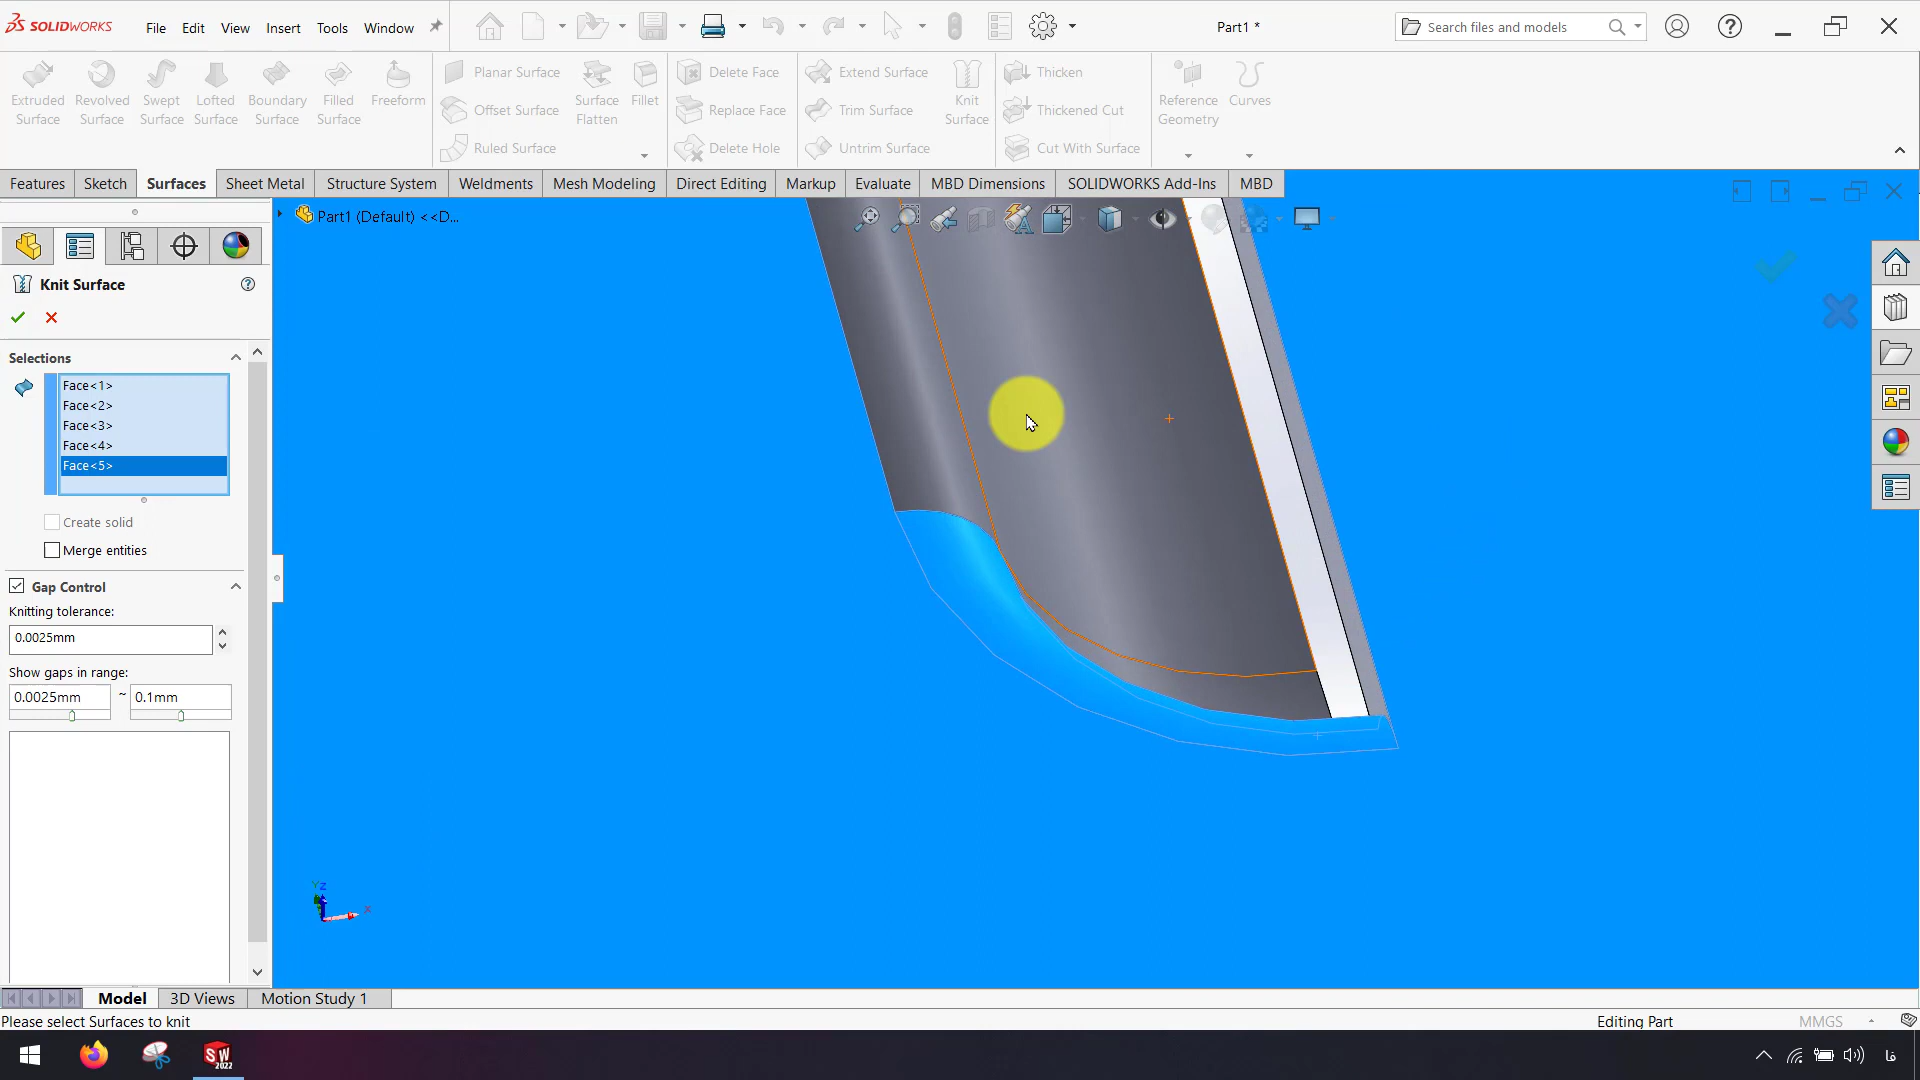 SOLIDWORKS File Edit View Insert Tools Window Part1 * Search files and models
Extruded Surface
Revolved Surface
Swept Surface
Lofted Surface
Boundary Surface
Filled Surface
Freeform
Planar Surface
Offset Surface
Ruled Surface
Surface Flatten
Fillet
Delete Face
Replace Face
Delete Hole
Extend Surface
Trim Surface
Untrim Surface
Knit Surface
Thicken
Thickened Cut
Cut With Surface
Reference Geometry
Curves
Features Sketch Surfaces Sheet Metal Structure System Weldments Mesh Modeling Direct Editing Markup Evaluate MBD Dimensions SOLIDWORKS Add-Ins MBD
Part1 (Default) <<D...
Knit Surface
Selections
Face<1>
Face<2>
Face<3>
Face<4>
Face<5>
Create solid
Merge entities
Gap Control
Knitting tolerance:
0.0025mm
Show gaps in range:
0.0025mm ~ 0.1mm
Y Z
X
Model 3D Views Motion Study 1
Please select Surfaces to knit Editing Part MMGS
SW 2022 فا